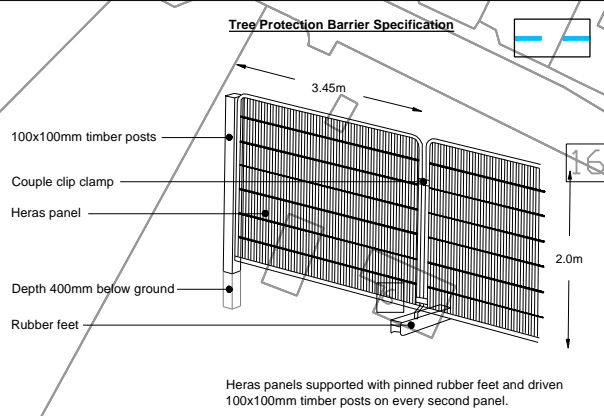 Tree Protection Barrier Specification
3.45m
100x100mm timber posts
16
Couple clip clamp
Heras panel
2.0m
Depth 400mm below ground
Rubber feet
Heras panels supported with pinned rubber feet and driven
100x100mm timber posts on every second panel.